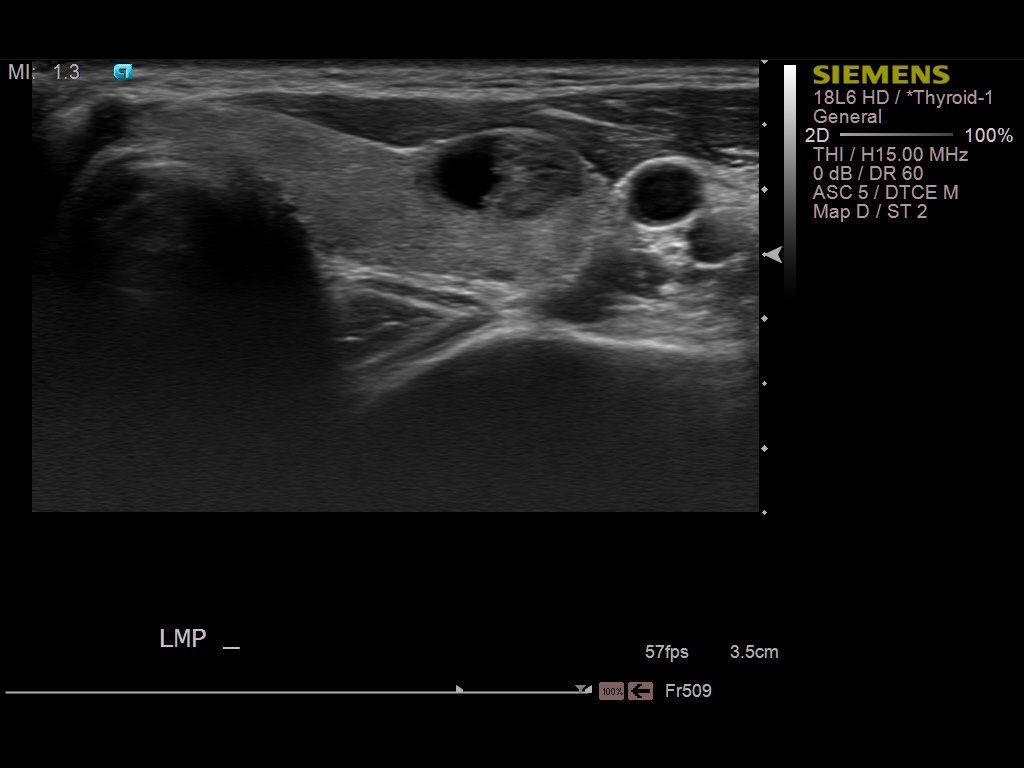 MI: 1.3
SIEMENS
18L6 HD / *Thyroid-1
General
2D 100%
THI / H15.00 MHz
0 dB / DR 60
ASC 5 / DTCE M
Map D / ST 2
LMP _
57fps 3.5cm
100% Fr509